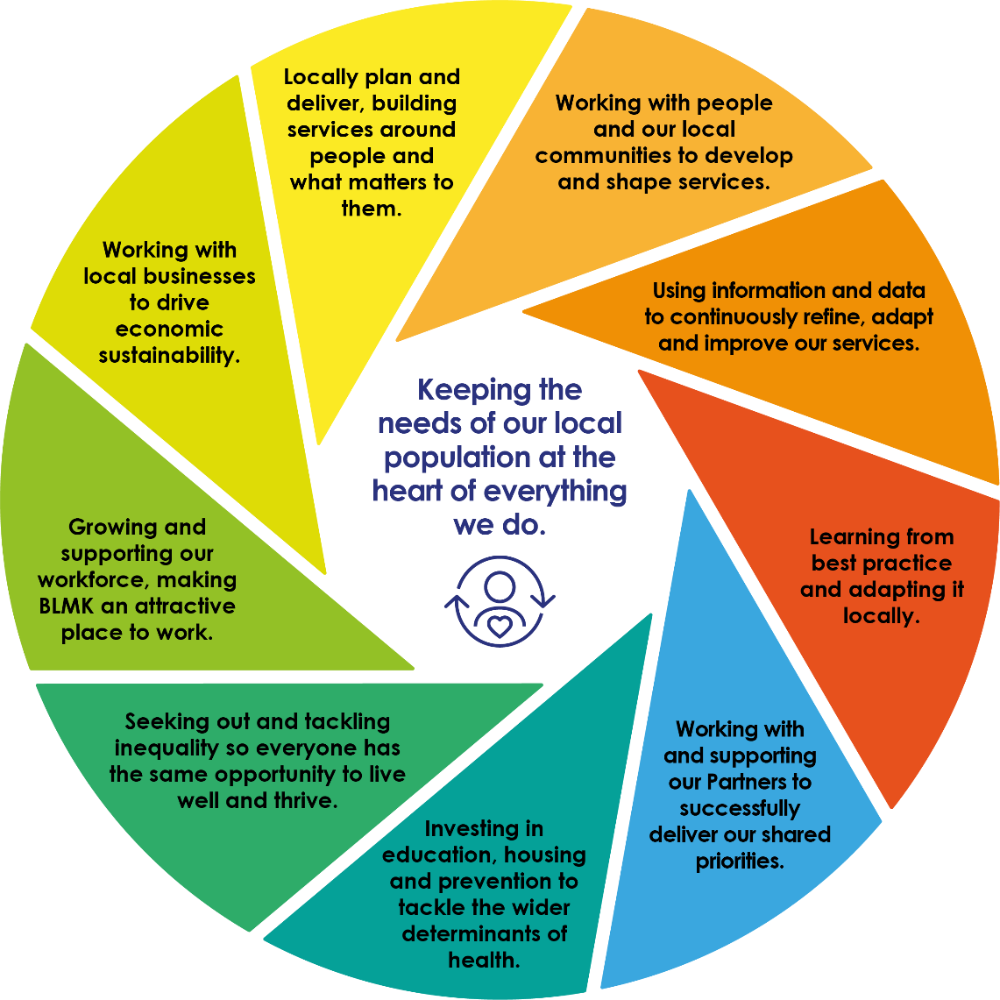 Locally plan and
deliver, building
services around
people and
what matters to
them.
Working with people
and our local
communities to develop
and shape services.
Using information and data
to continuously refine, adapt
and improve our services.
Learning from
best practice
and adapting it
locally.
Working with
and supporting
our Partners to
successfully
deliver our shared
priorities.
Investing in
education, housing
and prevention to
tackle the wider
determinants of
health.
Seeking out and tackling
inequality so everyone has
the same opportunity to live
well and thrive.
Growing and
supporting our
workforce, making
BLMK an attractive
place to work.
Working with
local businesses
to drive
economic
sustainability.
Keeping the
needs of our local
population at the
heart of everything
we do.